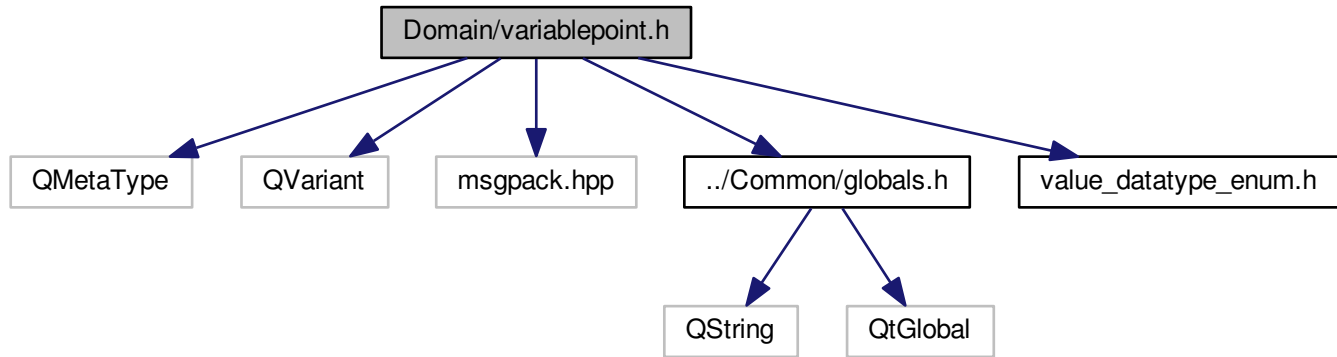 Domain/variablepoint.h
QMetaType
QVariant
msgpack.hpp
../Common/globals.h
value_datatype_enum.h
QString
QtGlobal